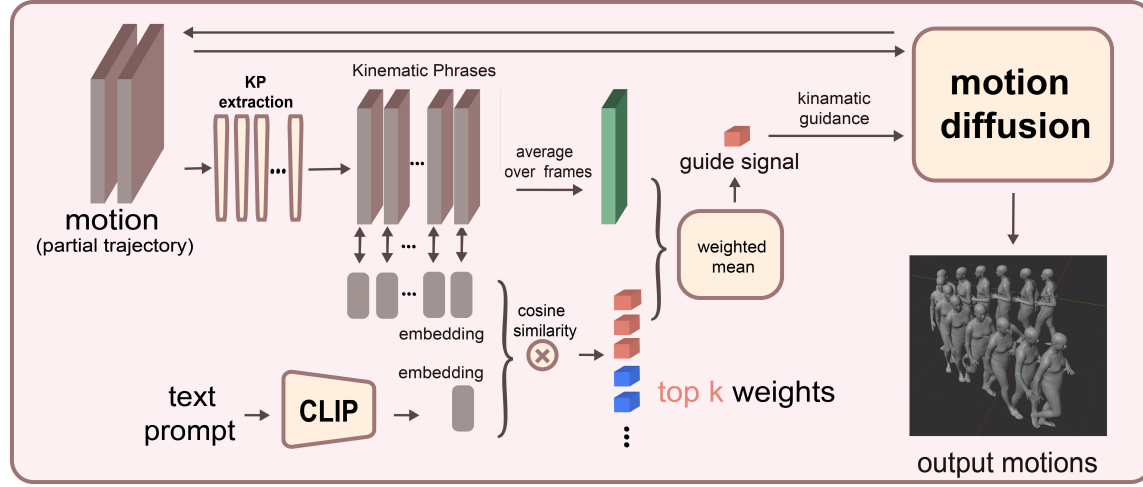 motion
(partial trajectory)
KP
extraction
...
Kinematic Phrases
...
...
average
over frames
...
embedding
embedding
cosine
similarity
text
prompt
CLIP
top k weights
weighted
mean
guide signal
kinamatic
guidance
motion
diffusion
output motions